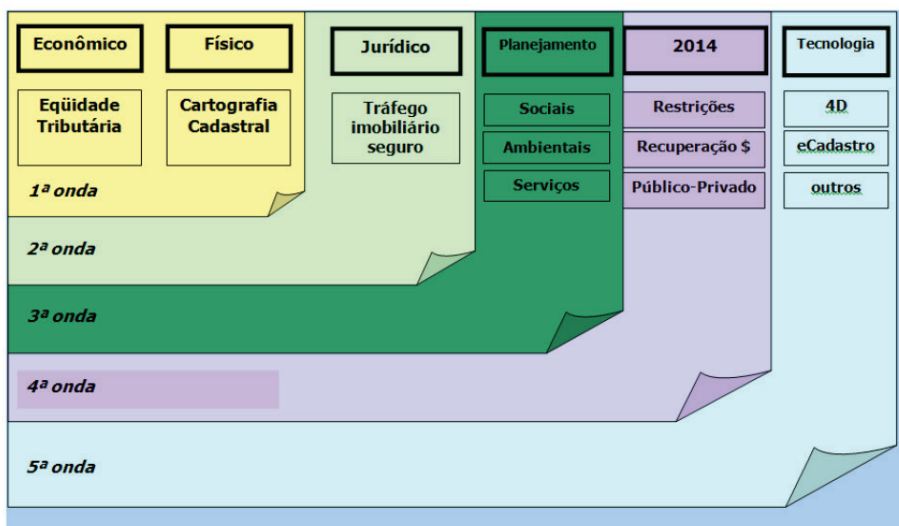 Econômico
Físico
Jurídico
Planejamento
2014
Tecnologia
Eqüidade
Tributária
Cartografia
Cadastral
Tráfego
imobiliário
seguro
Sociais
Ambientais
Serviços
Restrições
Recuperação $
Público-Privado
4D
eCadastro
outros
1ª onda
2ª onda
3ª onda
4ª onda
5ª onda